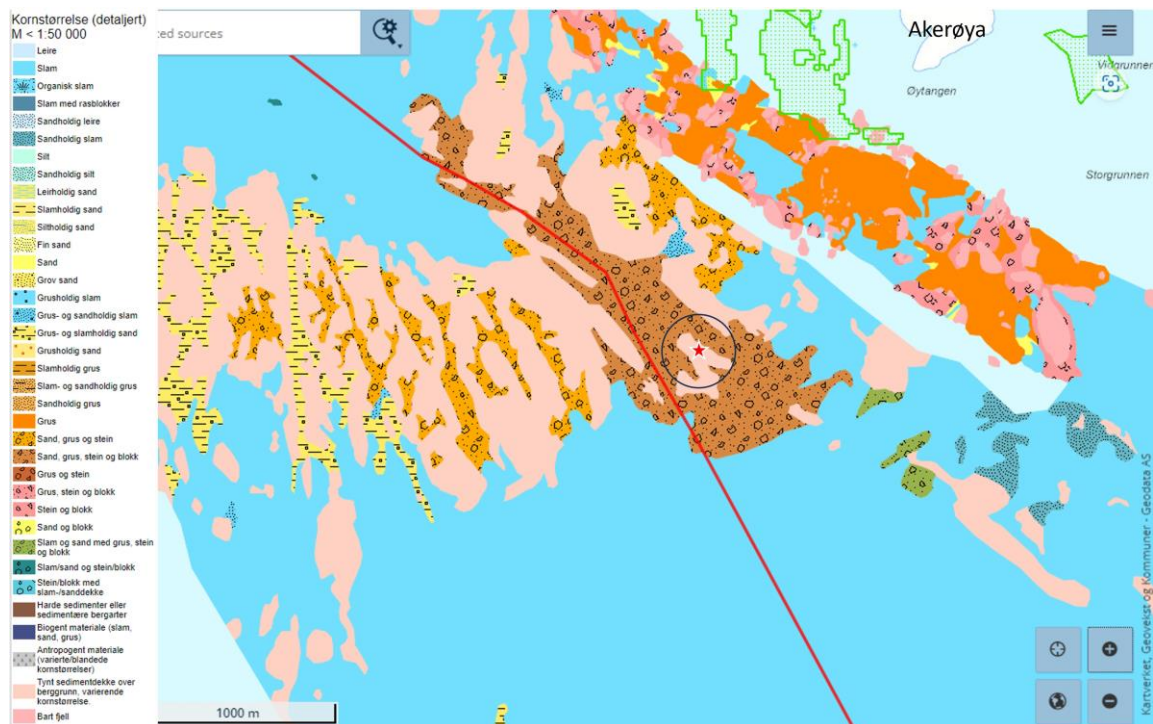 Kornstørrelse (detaljert)
M < 1:50 000
Leire
Slam
Organisk slam
Slam med rasblokker
Sandholdig leire
Sandholdig slam
Silt
Sandholdig silt
Leirholdig sand
Slamholdig sand
Siltholdig sand
Fin sand
Sand
Grov sand
Grusholdig slam
Grus- og sandholdig slam
Grus- og slamholdig sand
Grusholdig sand
Slamholdig grus
Slam- og sandholdig grus
Sandholdig grus
Grus
Sand, grus og stein
Sand, grus, stein og blokk
Grus og stein
Grus, stein og blokk
Stein og blokk
Sand og blokk
Slam og sand med grus, stein
og blokk
Slam/sand og stein/blokk
Stein/blokk med
slam-/sanddekke
Harde sedimenter eller
sedimentære bergarter
Biogent materiale (slam,
sand, grus)
Antropogent materiale
(varierte/blandede
kornstørrelser)
Tynt sedimentdekke over
berggrunn, varierende
kornstørrelse.
Bart fjell
ted sources
Akerøya
Øytangen
Storgrunnen
1000 m
Kartverket, Geovekst og Kommuner - Geodata AS